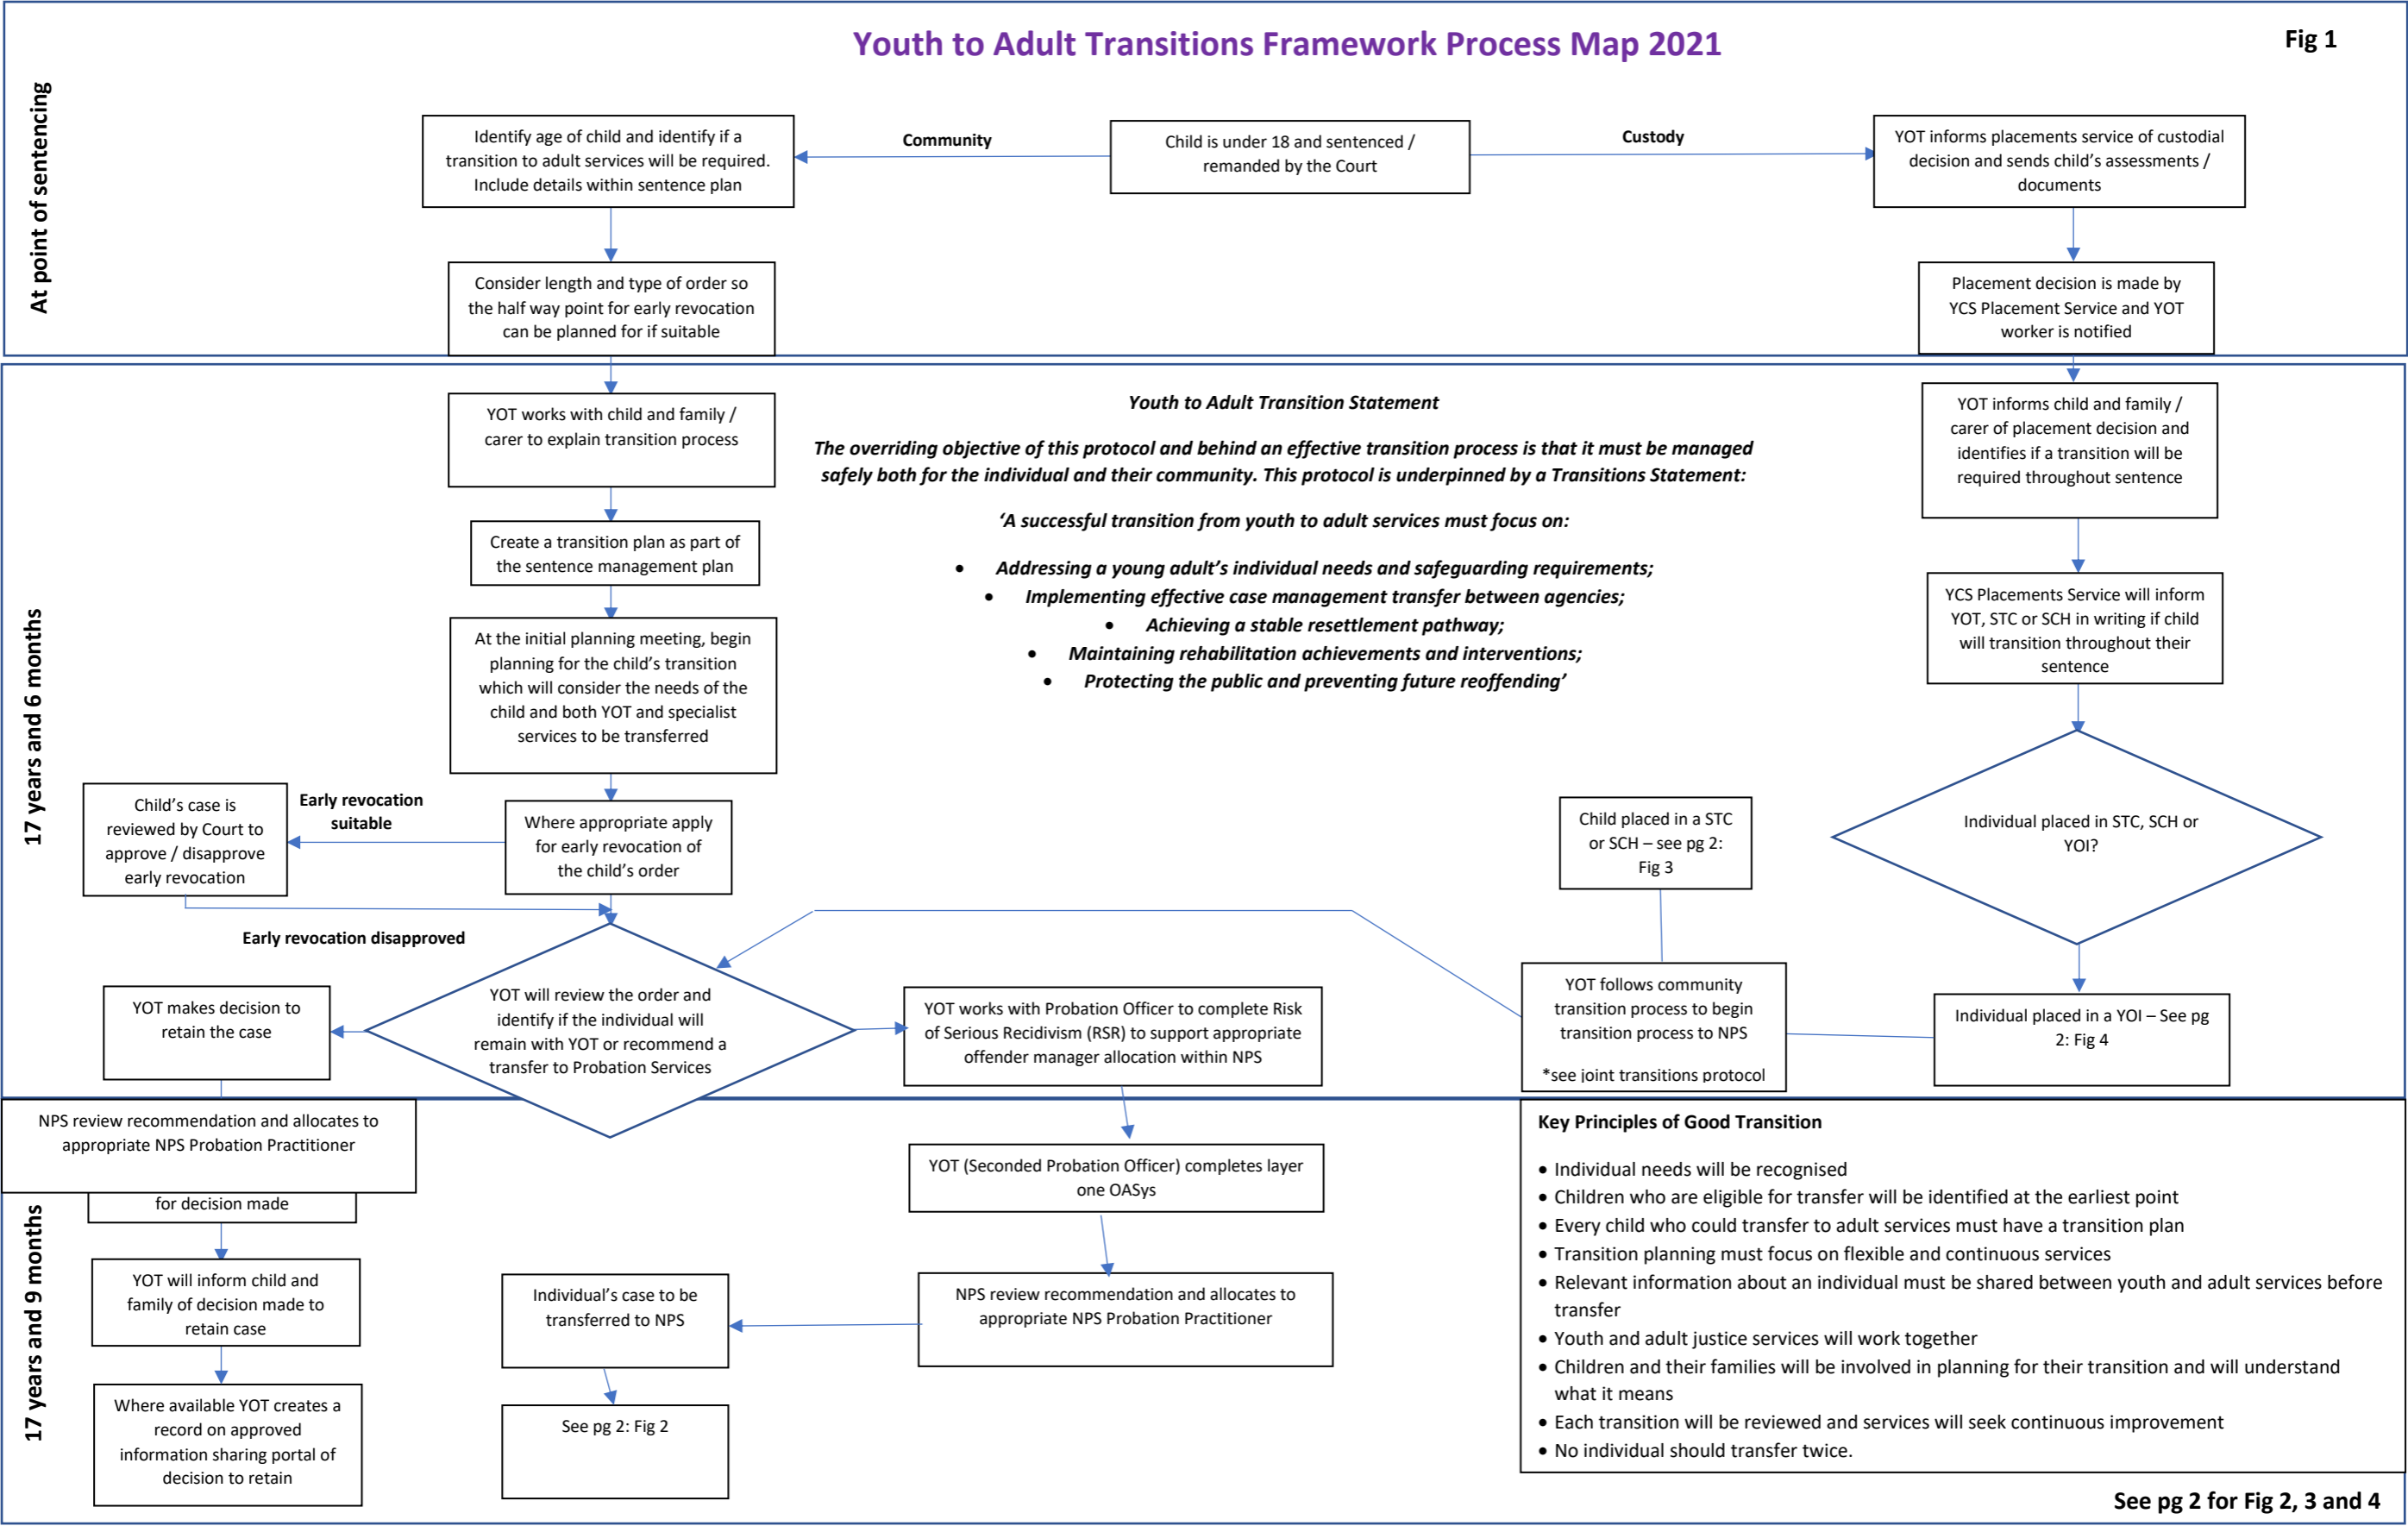 Youth to Adult Transitions Framework Process Map 2021
Fig 1
At point of sentencing
Identify age of child and identify if a
transition to adult services will be required.
Include details within sentence plan
Community
Child is under 18 and sentenced /
remanded by the Court
Custody
YOT informs placements service of custodial
decision and sends child’s assessments /
documents
Consider length and type of order so
the half way point for early revocation
can be planned for if suitable
Placement decision is made by
YCS Placement Service and YOT
worker is notified
17 years and 6 months
YOT works with child and family /
carer to explain transition process
Create a transition plan as part of
the sentence management plan
At the initial planning meeting, begin
planning for the child’s transition
which will consider the needs of the
child and both YOT and specialist
services to be transferred
Where appropriate apply
for early revocation of
the child’s order
Early revocation
suitable
Child’s case is
reviewed by Court to
approve / disapprove
early revocation
Early revocation disapproved
Youth to Adult Transition Statement
The overriding objective of this protocol and behind an effective transition process is that it must be managed
safely both for the individual and their community. This protocol is underpinned by a Transitions Statement:
‘A successful transition from youth to adult services must focus on:
• Addressing a young adult’s individual needs and safeguarding requirements;
• Implementing effective case management transfer between agencies;
• Achieving a stable resettlement pathway;
• Maintaining rehabilitation achievements and interventions;
• Protecting the public and preventing future reoffending’
YOT informs child and family /
carer of placement decision and
identifies if a transition will be
required throughout sentence
YCS Placements Service will inform
YOT, STC or SCH in writing if child
will transition throughout their
sentence
Individual placed in STC, SCH or
YOI?
Child placed in a STC
or SCH – see pg 2:
Fig 3
YOT follows community
transition process to begin
transition process to NPS
*see joint transitions protocol
Individual placed in a YOI – See pg
2: Fig 4
YOT will review the order and
identify if the individual will
remain with YOT or recommend a
transfer to Probation Services
YOT makes decision to
retain the case
YOT works with Probation Officer to complete Risk
of Serious Recidivism (RSR) to support appropriate
offender manager allocation within NPS
17 years and 9 months
NPS review recommendation and allocates to
appropriate NPS Probation Practitioner
for decision made
YOT will inform child and
family of decision made to
retain case
Where available YOT creates a
record on approved
information sharing portal of
decision to retain
YOT (Seconded Probation Officer) completes layer
one OASys
NPS review recommendation and allocates to
appropriate NPS Probation Practitioner
Individual’s case to be
transferred to NPS
See pg 2: Fig 2
Key Principles of Good Transition
• Individual needs will be recognised
• Children who are eligible for transfer will be identified at the earliest point
• Every child who could transfer to adult services must have a transition plan
• Transition planning must focus on flexible and continuous services
• Relevant information about an individual must be shared between youth and adult services before
transfer
• Youth and adult justice services will work together
• Children and their families will be involved in planning for their transition and will understand
what it means
• Each transition will be reviewed and services will seek continuous improvement
• No individual should transfer twice.
See pg 2 for Fig 2, 3 and 4